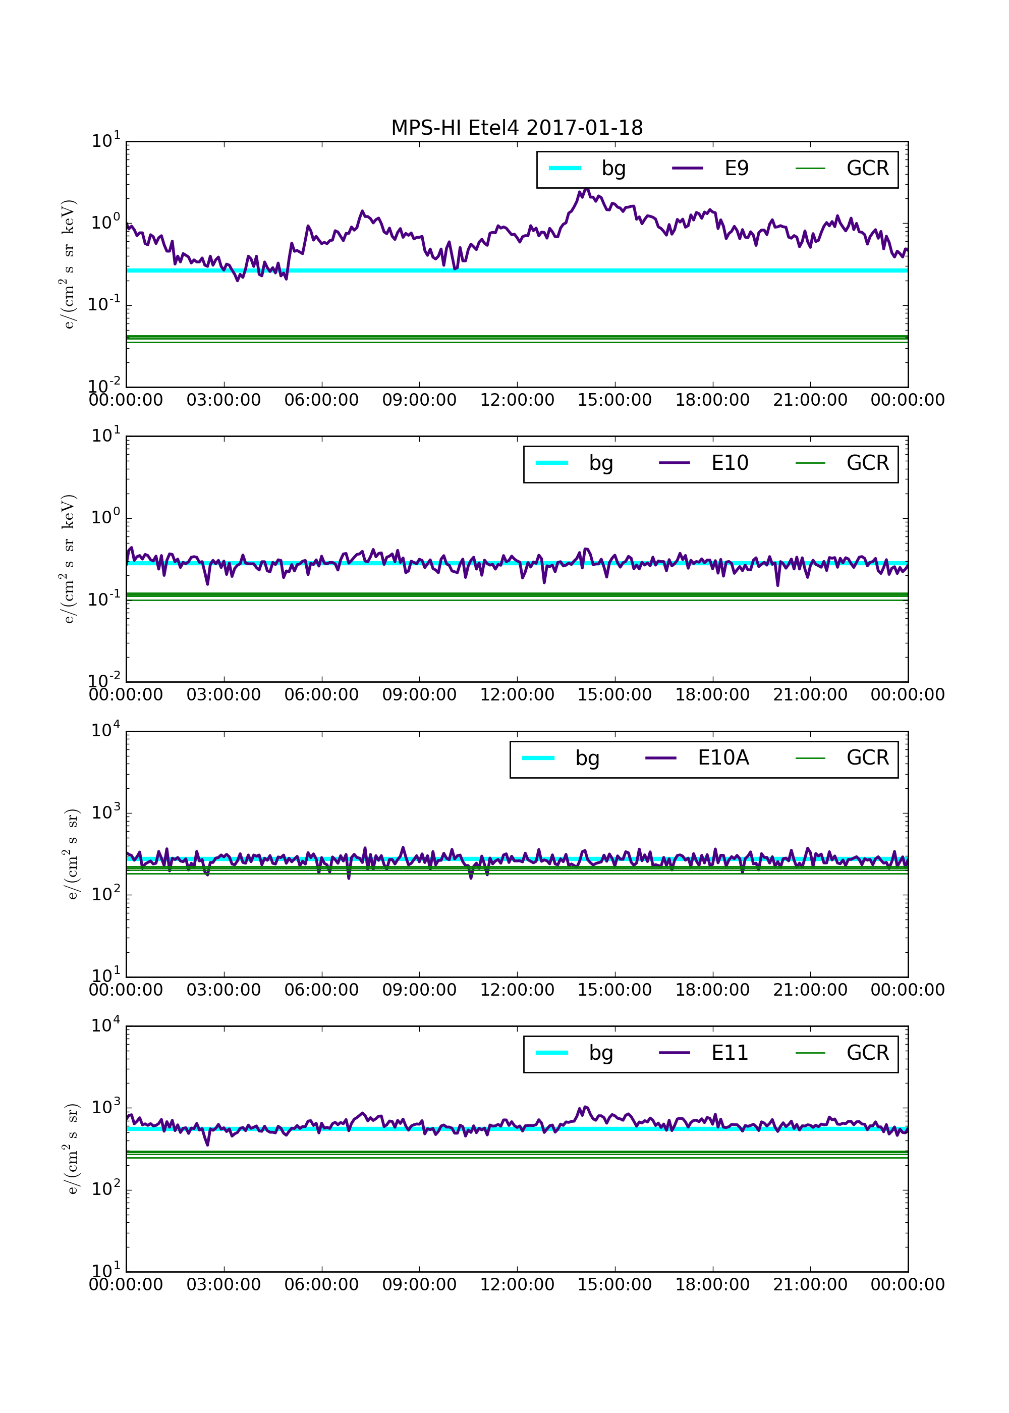 MPS-HI Etel4 2017-01-18
10^1
bg E9 GCR
10^0
10^-1
10^-2
e/(cm^2 s sr keV)
00:00:00 03:00:00 06:00:00 09:00:00 12:00:00 15:00:00 18:00:00 21:00:00 00:00:00
10^1
bg E10 GCR
10^0
10^-1
10^-2
e/(cm^2 s sr keV)
00:00:00 03:00:00 06:00:00 09:00:00 12:00:00 15:00:00 18:00:00 21:00:00 00:00:00
10^4
bg E10A GCR
10^3
10^2
10^1
e/(cm^2 s sr)
00:00:00 03:00:00 06:00:00 09:00:00 12:00:00 15:00:00 18:00:00 21:00:00 00:00:00
10^4
bg E11 GCR
10^3
10^2
10^1
e/(cm^2 s sr)
00:00:00 03:00:00 06:00:00 09:00:00 12:00:00 15:00:00 18:00:00 21:00:00 00:00:00